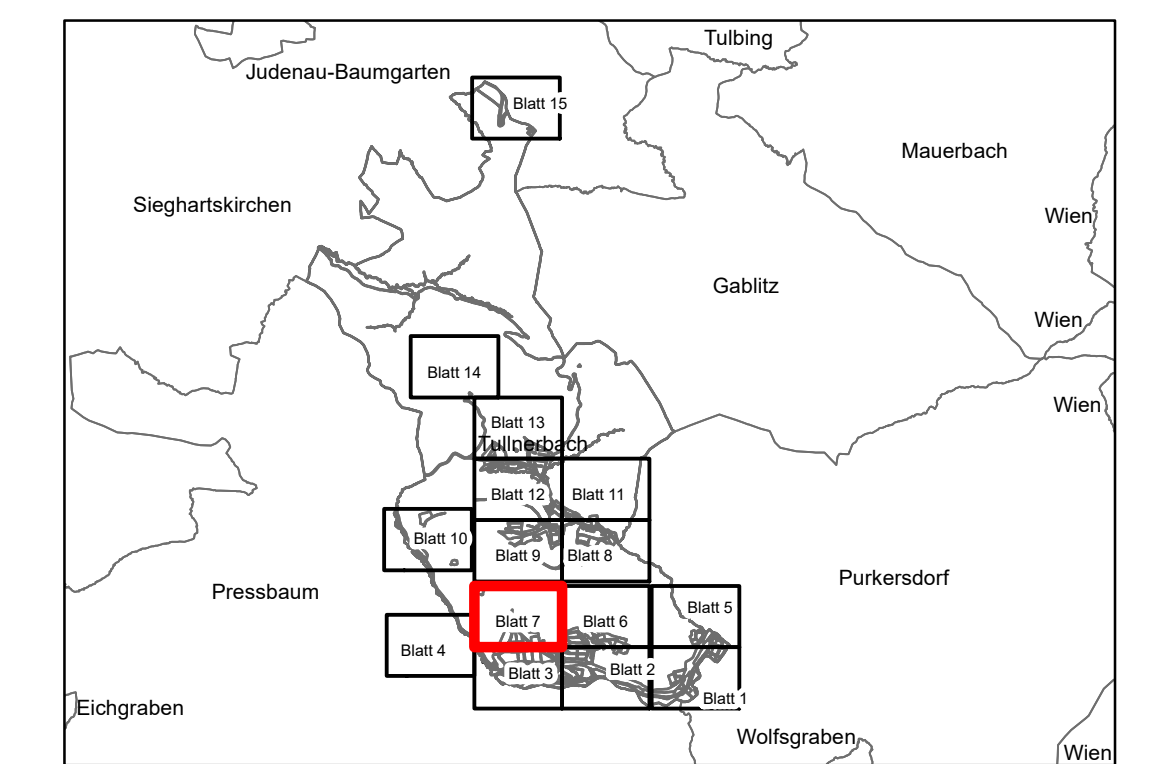 Tulbing
Judenau-Baumgarten
Blatt 15
Mauerbach
Sieghartskirchen
Wien
Gablitz
Wien
Blatt 14
Wien
Blatt 13
Tullnerbach
Blatt 12
Blatt 11
Blatt 10
Blatt 9
Blatt 8
Purkersdorf
Pressbaum
Blatt 5
Blatt 7
Blatt 6
Blatt 4
Blatt 3
Blatt 2
Blatt 1
Eichgraben
Wolfsgraben
Wien